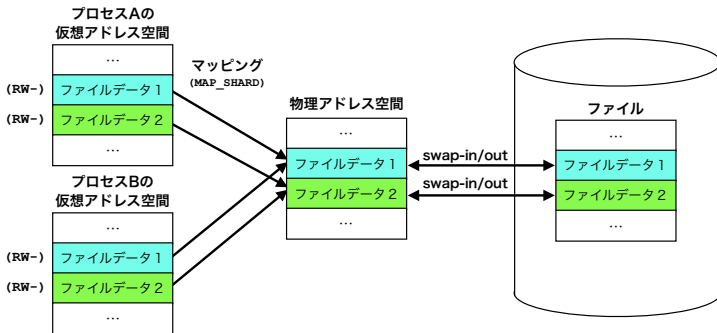 プロセスAの
仮想アドレス空間
…
(RW-) ファイルデータ1
(RW-) ファイルデータ2
…
マッピング
(MAP_SHARD)
プロセスBの
仮想アドレス空間
…
(RW-) ファイルデータ1
(RW-) ファイルデータ2
…
物理アドレス空間
…
ファイルデータ1
ファイルデータ2
…
swap-in/out
swap-in/out
ファイル
…
ファイルデータ1
ファイルデータ2
…